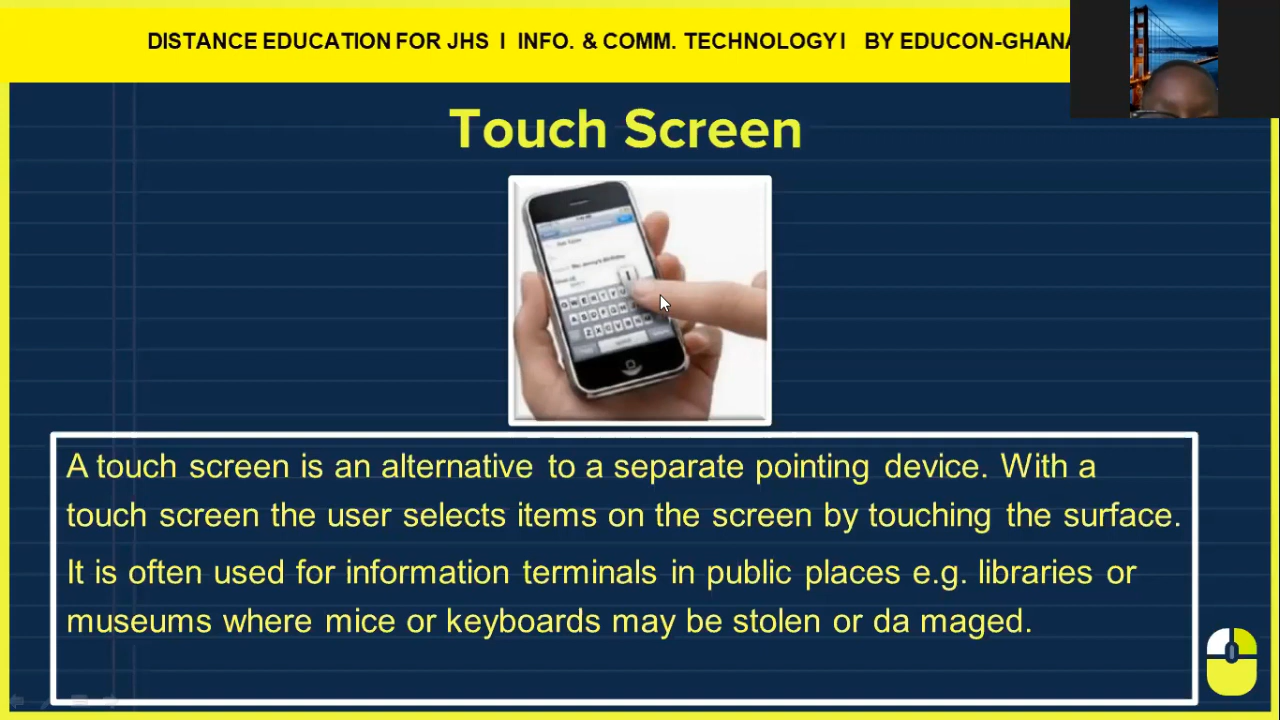 DISTANCE EDUCATION FOR JHS I INFO. & COMM. TECHNOLOGY I BY EDUCON-GHANA
Touch Screen
A touch screen is an alternative to a separate pointing device. With a
touch screen the user selects items on the screen by touching the surface.
It is often used for information terminals in public places e.g. libraries or
museums where mice or keyboards may be stolen or da maged.